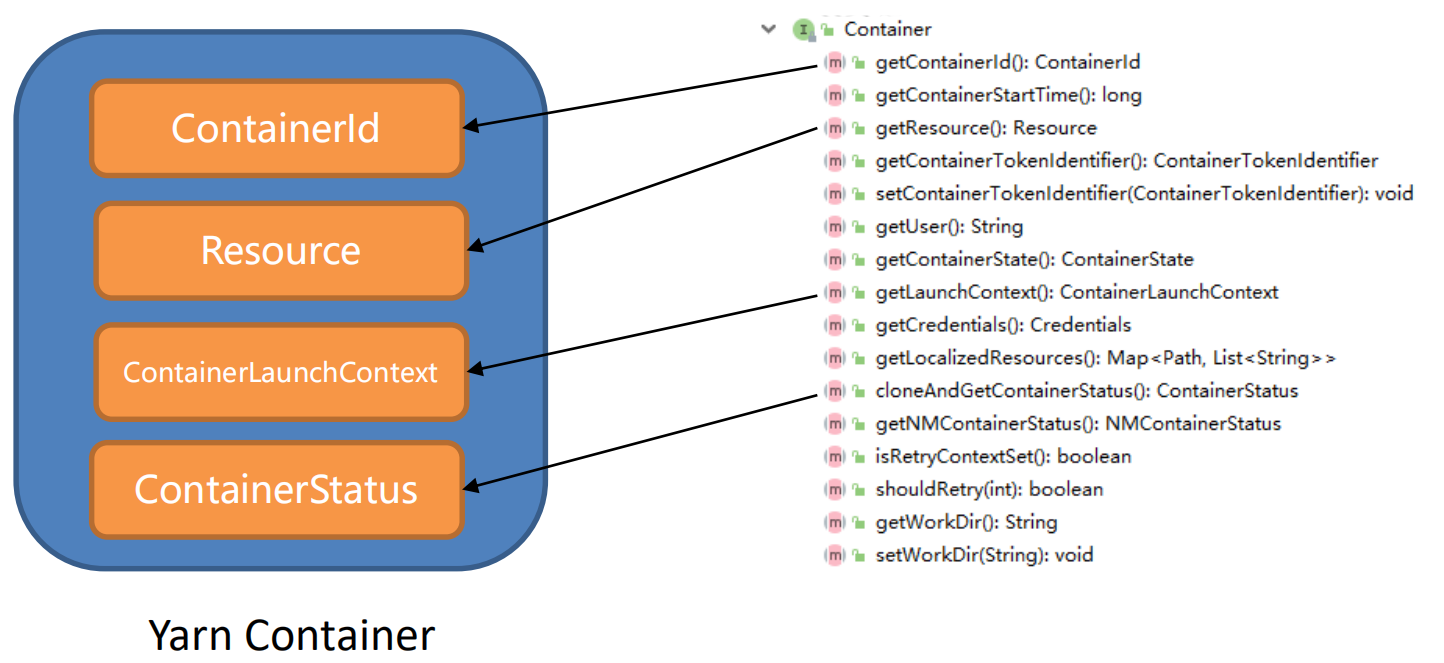 ContainerId
Resource
ContainerLaunchContext
ContainerStatus
Yarn Container
Container
getContainerId(): ContainerId
getContainerStartTime(): long
getResource(): Resource
getContainerTokenIdentifier(): ContainerTokenIdentifier
setContainerTokenIdentifier(ContainerTokenIdentifier): void
getUser(): String
getContainerState(): ContainerState
getLaunchContext(): ContainerLaunchContext
getCredentials(): Credentials
getLocalizedResources(): Map<Path, List<String>>
cloneAndGetContainerStatus(): ContainerStatus
getNMContainerStatus(): NMContainerStatus
isRetryContextSet(): boolean
shouldRetry(int): boolean
getWorkDir(): String
setWorkDir(String): void